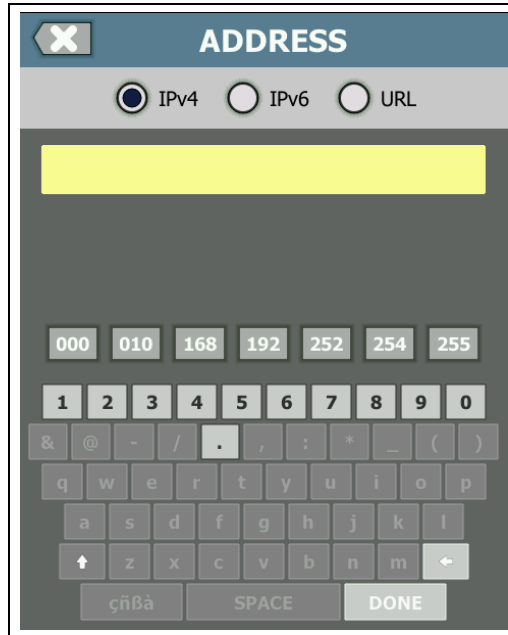 ADDRESS
IPv4 IPv6 URL
000 010 168 192 252 254 255
1 2 3 4 5 6 7 8 9 0
& @ - / . , : * _ ( )
q w e r t y u i o p
a s d f g h j k l
z x c v b n m
çñßà SPACE DONE